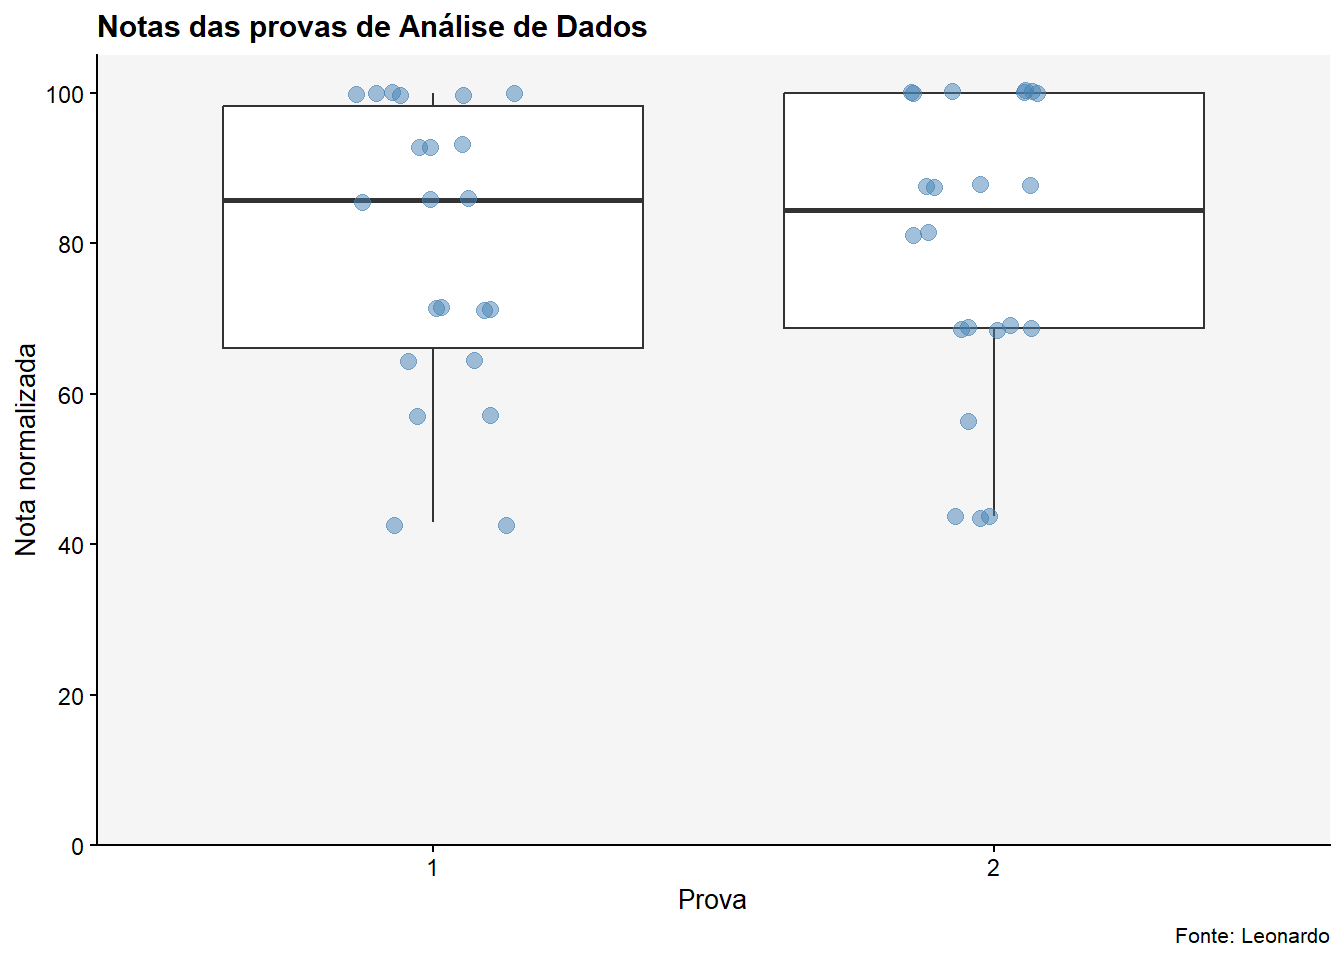 Notas das provas de Análise de Dados
Nota normalizada
100
80
60
40
20
0
1
2
Prova
Fonte: Leonardo